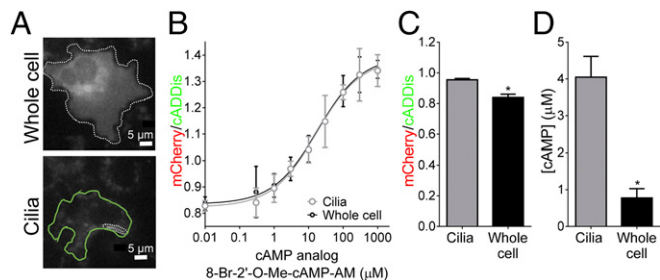 A
Whole cell
5 µm
Cilia
5 µm
B
mCherry/cADDis
1.4
1.3
1.2
1.1
1.0
0.9
0.8
Cilia
Whole cell
0.01
0.1
1
10
100
1000
cAMP analog
8-Br-2'-O-Me-cAMP-AM (µM)
C
mCherry/cADDis
1.0
0.8
0.6
0.4
0.2
0.0
*
Cilia
Whole
cell
D
[cAMP] (µM)
5
4
3
2
1
0
*
Cilia
Whole
cell